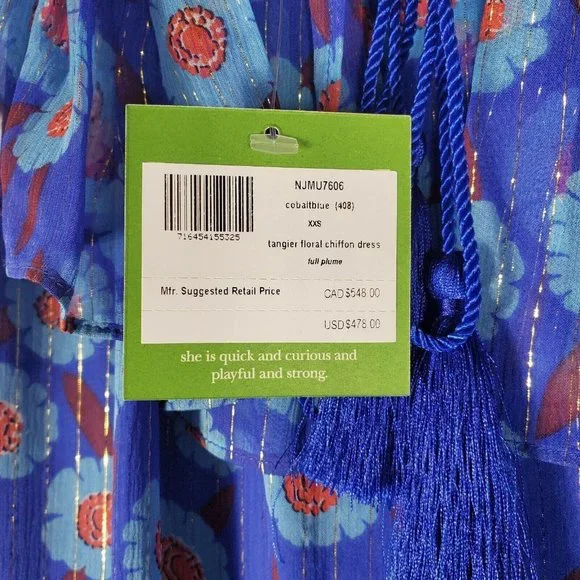 NJMU7606
cobaltblue (408)
XXS
716454155325
tangier floral chiffon dress
full plume
Mfr. Suggested Retail Price
CAD$548.00
USD$478.00
she is quick and curious and
playful and strong.